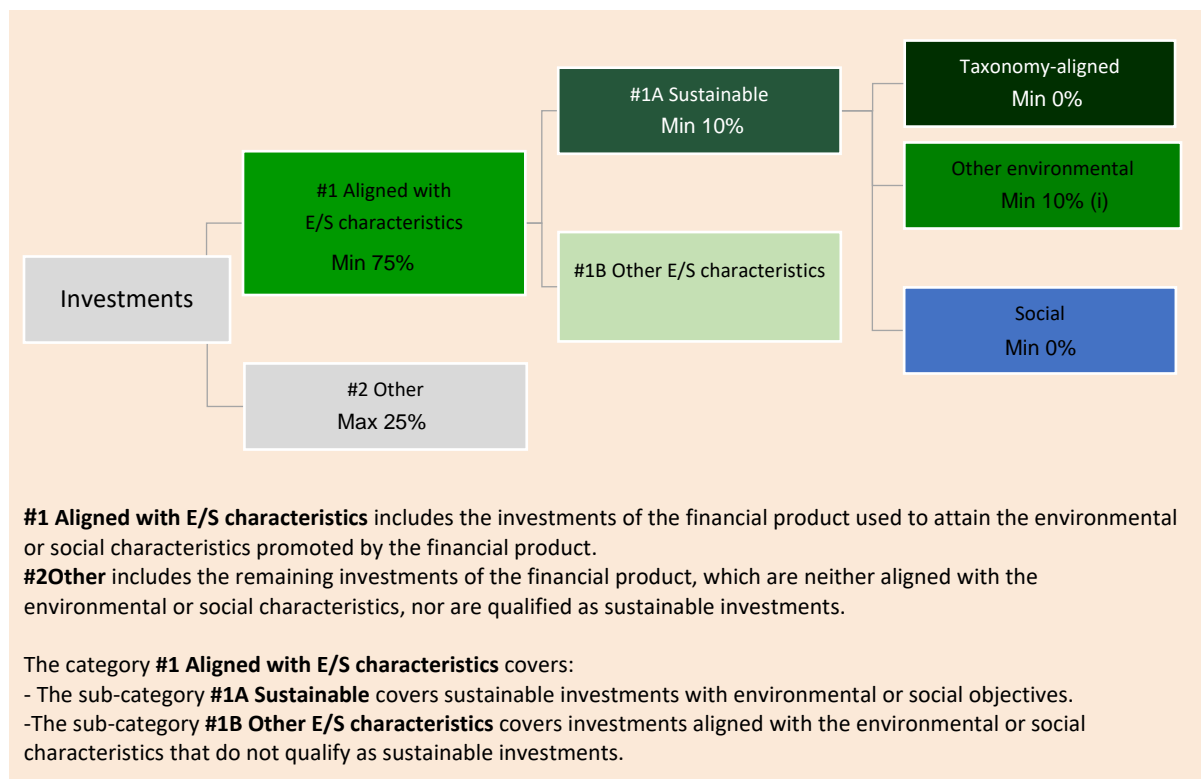 Investments
#1 Aligned with
E/S characteristics
Min 75%
#2 Other
Max 25%
#1A Sustainable
Min 10%
#1B Other E/S characteristics
Taxonomy-aligned
Min 0%
Other environmental
Min 10% (i)
Social
Min 0%
#1 Aligned with E/S characteristics includes the investments of the financial product used to attain the environmental
or social characteristics promoted by the financial product.
#2Other includes the remaining investments of the financial product, which are neither aligned with the
environmental or social characteristics, nor are qualified as sustainable investments.
The category #1 Aligned with E/S characteristics covers:
- The sub-category #1A Sustainable covers sustainable investments with environmental or social objectives.
-The sub-category #1B Other E/S characteristics covers investments aligned with the environmental or social
characteristics that do not qualify as sustainable investments.